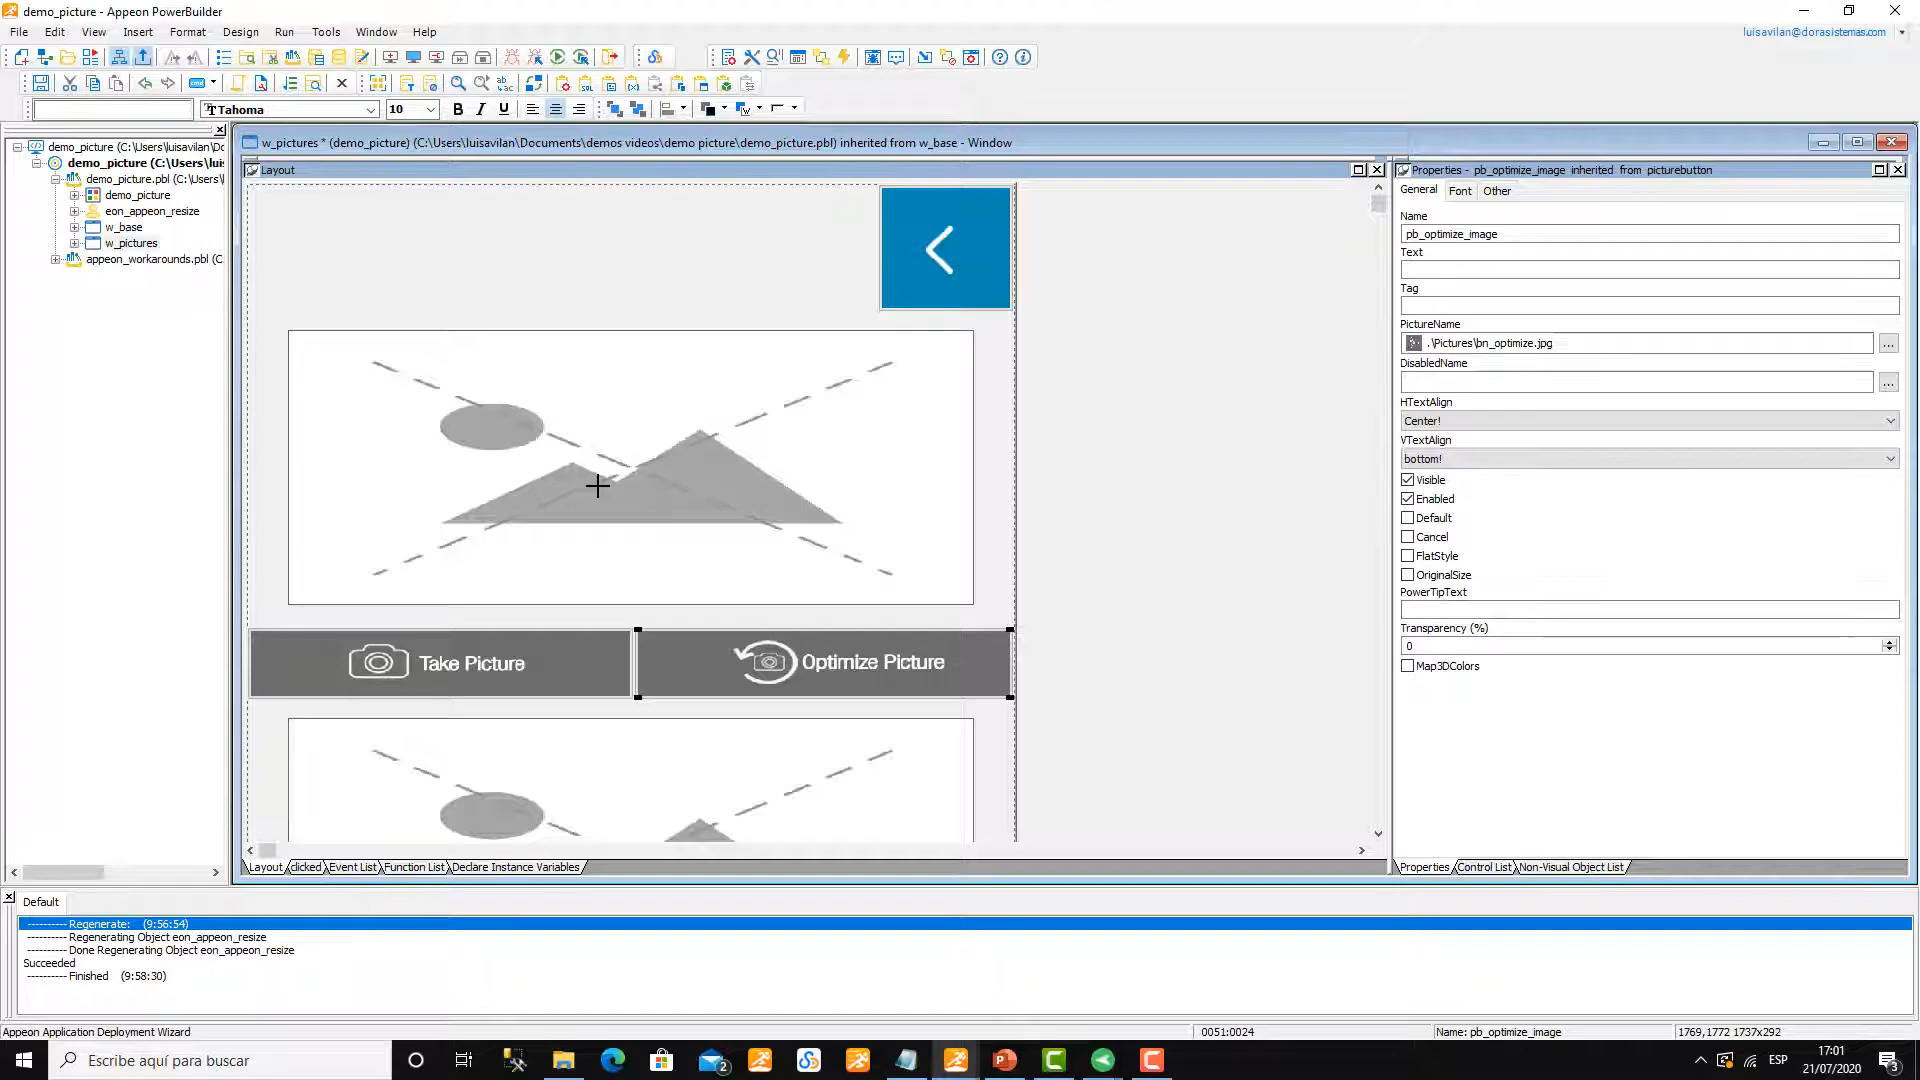 demo_picture - Appeon PowerBuilder
File Edit View Insert Format Design Run Tools Window Help
luisavilan@dorasistemas.com
Tahoma 10 B I U
demo_picture (C:\Users\luisavilan\Do
demo_picture (C:\Users\luis
demo_picture.pbl (C:\Users\
demo_picture
eon_appeon_resize
w_base
w_pictures
appeon_workarounds.pbl (C:
w_pictures * (demo_picture) (C:\Users\luisavilan\Documents\demos videos\demo picture\demo_picture.pbl) inherited from w_base - Window
Layout
Take Picture
Optimize Picture
Layout clicked Event List Function List Declare Instance Variables
Properties - pb_optimize_image inherited from picturebutton
General Font Other
Name
pb_optimize_image
Text
Tag
PictureName
.\Pictures\bn_optimize.jpg
...
DisabledName
...
HTextAlign
Center!
VTextAlign
bottom!
Visible
Enabled
Default
Cancel
FlatStyle
OriginalSize
PowerTipText
Transparency (%)
0
Map3DColors
Properties Control List Non-Visual Object List
Default
---------- Regenerate: (9:56:54)
---------- Regenerating Object eon_appeon_resize
---------- Done Regenerating Object eon_appeon_resize
Succeeded
---------- Finished (9:58:30)
Appeon Application Deployment Wizard
0051:0024
Name: pb_optimize_image
1769,1772 1737x292
Escribe aquí para buscar
2
ESP
17:01
21/07/2020
3